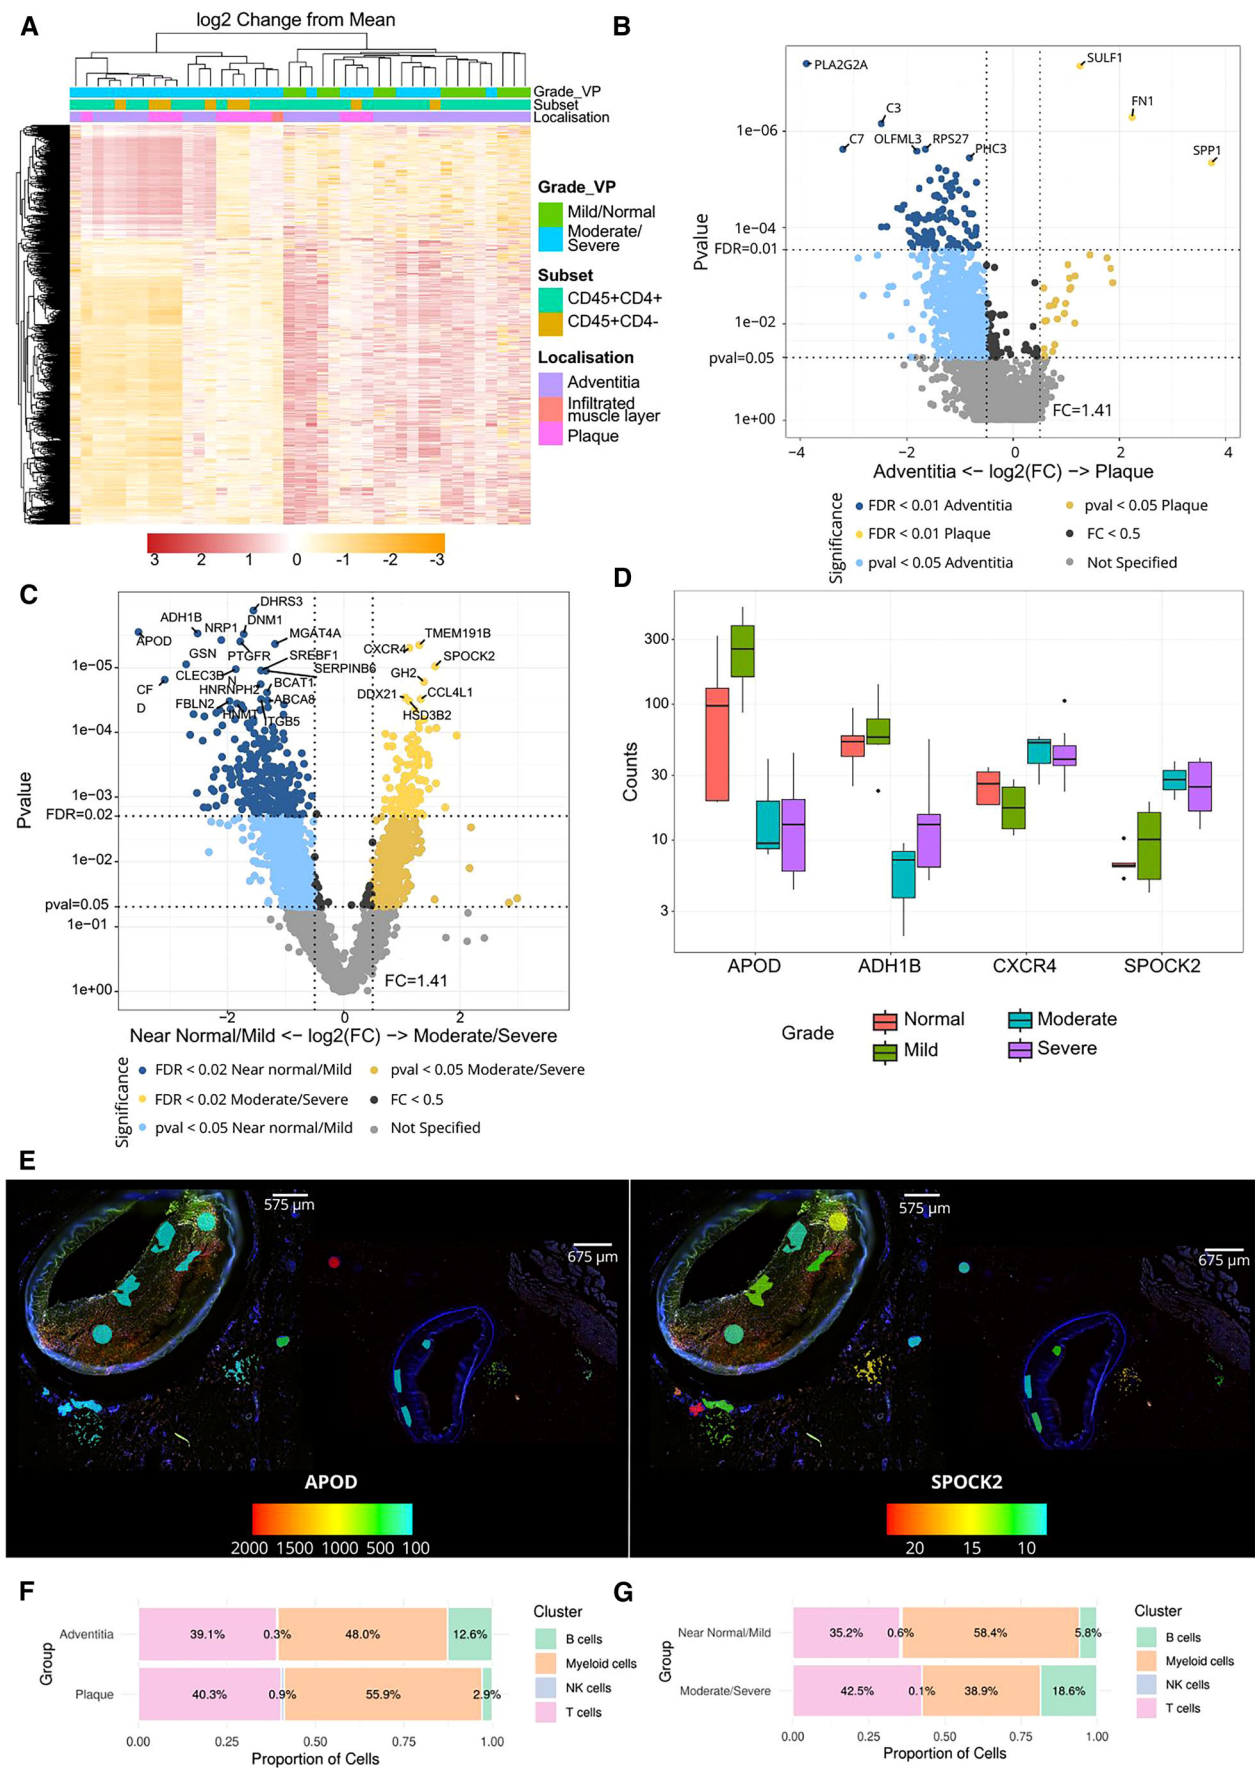 A
log2 Change from Mean
Grade_VP
Subset
Localisation
Grade_VP
Mild/Normal
Moderate/
Severe
Subset
CD45+CD4+
CD45+CD4-
Localisation
Adventitia
Infiltrated
muscle layer
Plaque
3 2 1 0 -1 -2 -3
B
PLA2G2A
SULF1
C3
FN1
C7
OLFML3
RPS27
PHC3
SPP1
1e-06
1e-04
FDR=0.01
1e-02
pval=0.05
1e+00
Pvalue
FC=1.41
−4 −2 0 2 4
Adventitia <− log2(FC) −> Plaque
Significance
FDR < 0.01 Adventitia
FDR < 0.01 Plaque
pval < 0.05 Adventitia
pval < 0.05 Plaque
FC < 0.5
Not Specified
C
DHRS3
ADH1B
NRP1
DNM1
APOD
MGAT4A
GSN
PTGFR
SREBF1
SERPINB6
CLEC3B
N
CF
D
HNRNPH2
BCAT1
FBLN2
ABCA8
HNMT
ITGB5
CXCR4
TMEM191B
SPOCK2
GH2
DDX21
CCL4L1
HSD3B2
1e−05
1e−04
1e−03
FDR=0.02
1e−02
pval=0.05
1e−01
1e+00
Pvalue
FC=1.41
−2 0 2
Near Normal/Mild <− log2(FC) −> Moderate/Severe
Significance
FDR < 0.02 Near normal/Mild
FDR < 0.02 Moderate/Severe
pval < 0.05 Near normal/Mild
pval < 0.05 Moderate/Severe
FC < 0.5
Not Specified
D
300
100
30
10
3
Counts
APOD ADH1B CXCR4 SPOCK2
Grade
Normal
Mild
Moderate
Severe
E
575 µm
675 µm
APOD
2000 1500 1000 500 100
575 µm
675 µm
SPOCK2
20 15 10
F
Group
Adventitia
39.1% 0.3% 48.0% 12.6%
Plaque
40.3% 0.9% 55.9% 2.9%
0.00 0.25 0.50 0.75 1.00
Proportion of Cells
Cluster
B cells
Myeloid cells
NK cells
T cells
G
Group
Near Normal/Mild
35.2% 0.6% 58.4% 5.8%
Moderate/Severe
42.5% 0.1% 38.9% 18.6%
0.00 0.25 0.50 0.75 1.00
Proportion of Cells
Cluster
B cells
Myeloid cells
NK cells
T cells